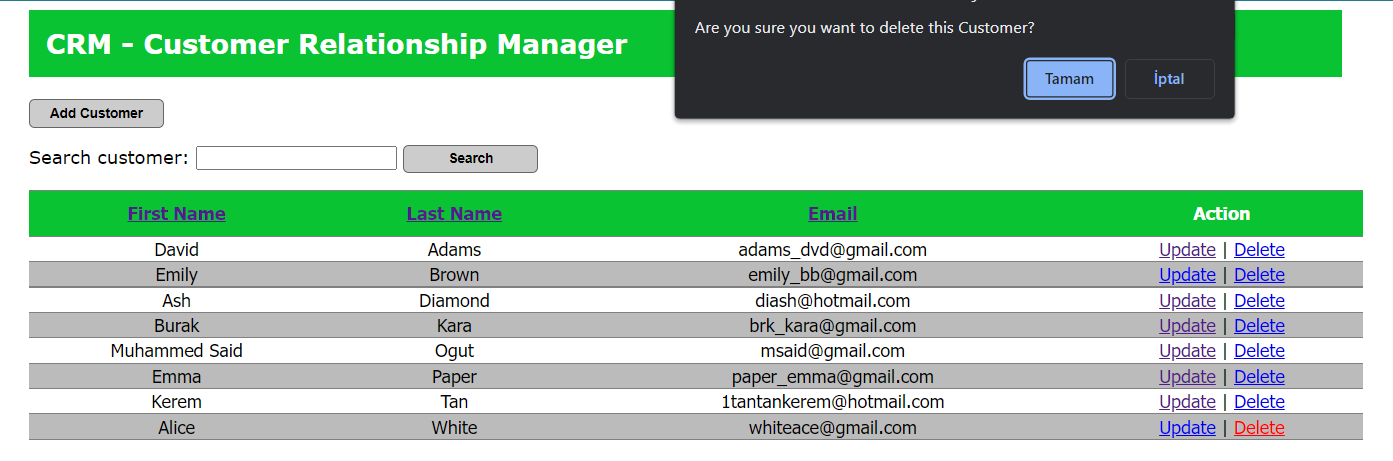 Are you sure you want to delete this Customer?
Tamam İptal
CRM - Customer Relationship Manager
Add Customer
Search customer: Search
First Name Last Name Email Action
David Adams adams_dvd@gmail.com Update | Delete
Emily Brown emily_bb@gmail.com Update | Delete
Ash Diamond diash@hotmail.com Update | Delete
Burak Kara brk_kara@gmail.com Update | Delete
Muhammed Said Ogut msaid@gmail.com Update | Delete
Emma Paper paper_emma@gmail.com Update | Delete
Kerem Tan 1tantankerem@hotmail.com Update | Delete
Alice White whiteace@gmail.com Update | Delete